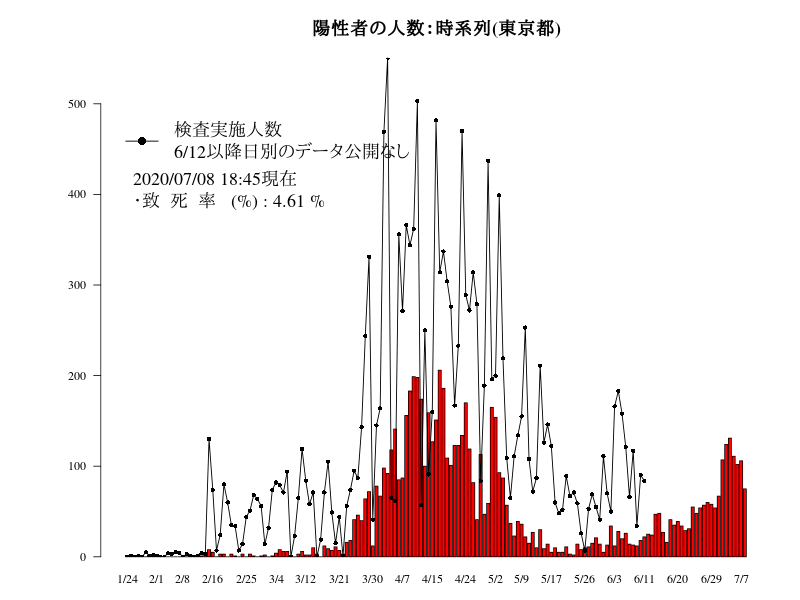 陽性者の人数:時系列(東京都)
検査実施人数
6/12以降日別のデータ公開なし
2020/07/08 18:45現在
・致 死 率 (%) : 4.61 %
500
400
300
200
100
0
1/24 2/1 2/8 2/16 2/25 3/4 3/12 3/21 3/30 4/7 4/15 4/24 5/2 5/9 5/17 5/26 6/3 6/11 6/20 6/29 7/7